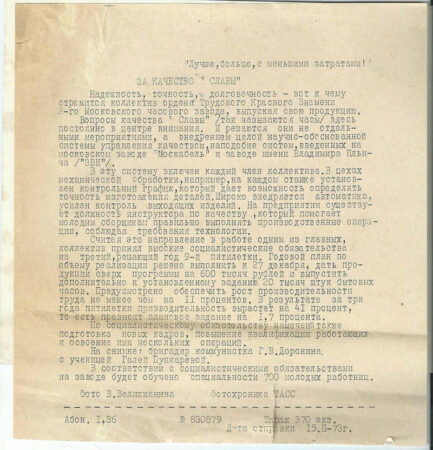 "Лучше,больше,с меньшими затратами!"
ЗА КАЧЕСТВО "СЛАВЫ"
Надежность, точность, долговечность - вот к чему
стремится коллектив ордена Трудового Красного Знамени
2-го Московского часового завода, выпуская свою продукцию.
Вопросы качества "Славы" /так называются часы/ здесь
постоянно в центре внимания. И решаются они не отдель-
ными мероприятиями, а внедрением целой научно-обоснованной
системы управления качеством,наподобие систем,введенных на
московском заводе "Москабель" и заводе имени Владимира Ильи-
ча /"ЗВИ"/.
В эту систему включен каждый член коллектива.В цехах
механической обработки,например,на каждом станке установ-
лен контрольный график,который дает возможность определять
точность изготовления деталей.Широко внедряется автоматика,
усилен контроль выходящих изделий. На предприятии существу-
ет должность инструктора по качеству ,который помогает
молодым сборщикам правильно выполнять производственные опера-
ции, соблюдая требования технологии.
Считая это направление в работе одним из главных,
коллектив принял высокие социалистические обязательства
на третий,решающий год 9-й пятилетки. Годовой план по
объему реализации решено выполнить к 27 декабря, дать про-
дукции сверх программы на 600 тысяч рублей и выпустить
дополнительно к установленному заданию 20 тысяч штук бытовых
часов. Предусмотрено обеспечить рост производительности
труда не менее чем на 11 процентов. В результате за три
года пятилетки производительность вырастет на 41 процент,
то есть превысит плановое задание на 1,7 процента.
По социалистическому обязательству намечено также
подготовка новых кадров, повышение квалификации работающих
и освоение ими нескольких операций.
На снимке: бригадир коммунистка Г.В.Доронина
с ученицей Галей Пушкаревой.
В соответствии с социалистическими обязательствами
на заводе будет обучено специальности 700 молодых работниц.
Фото В.Великжанина Фотохроника ТАСС
Абон. I,36 № 830879 Тираж 370 экз.
Дата отправки 15.II-73г.